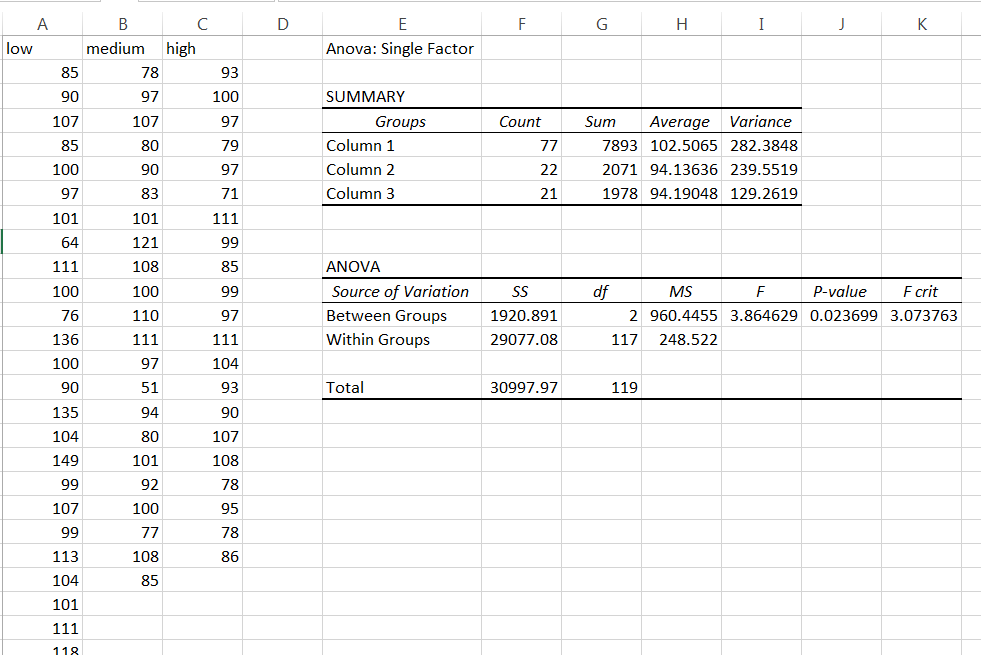 A B C D E F G H I J K
low medium high Anova: Single Factor
85 78 93
90 97 100 SUMMARY
107 107 97 Groups Count Sum Average Variance
85 80 79 Column 1 77 7893 102.5065 282.3848
100 90 97 Column 2 22 2071 94.13636 239.5519
97 83 71 Column 3 21 1978 94.19048 129.2619
101 101 111
64 121 99
111 108 85 ANOVA
100 100 99 Source of Variation SS df MS F P-value F crit
76 110 97 Between Groups 1920.891 2 960.4455 3.864629 0.023699 3.073763
136 111 111 Within Groups 29077.08 117 248.522
100 97 104
90 51 93 Total 30997.97 119
135 94 90
104 80 107
149 101 108
99 92 78
107 100 95
99 77 78
113 108 86
104 85
101
111
118